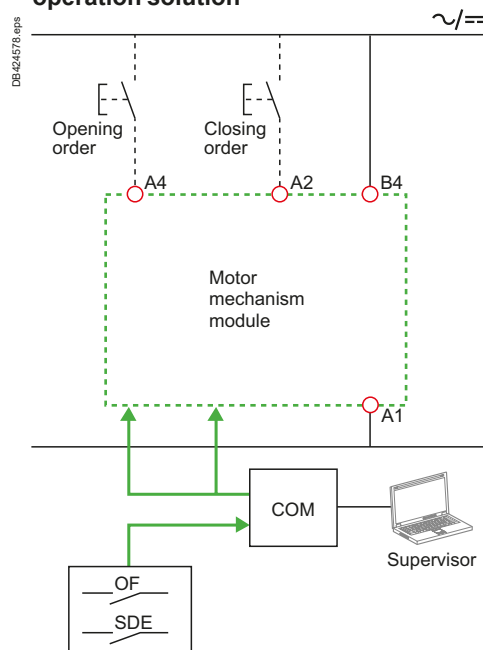 operation solution
DB424578.eps
Opening
order
Closing
order
A4
A2
B4
Motor
mechanism
module
A1
COM
Supervisor
OF
SDE